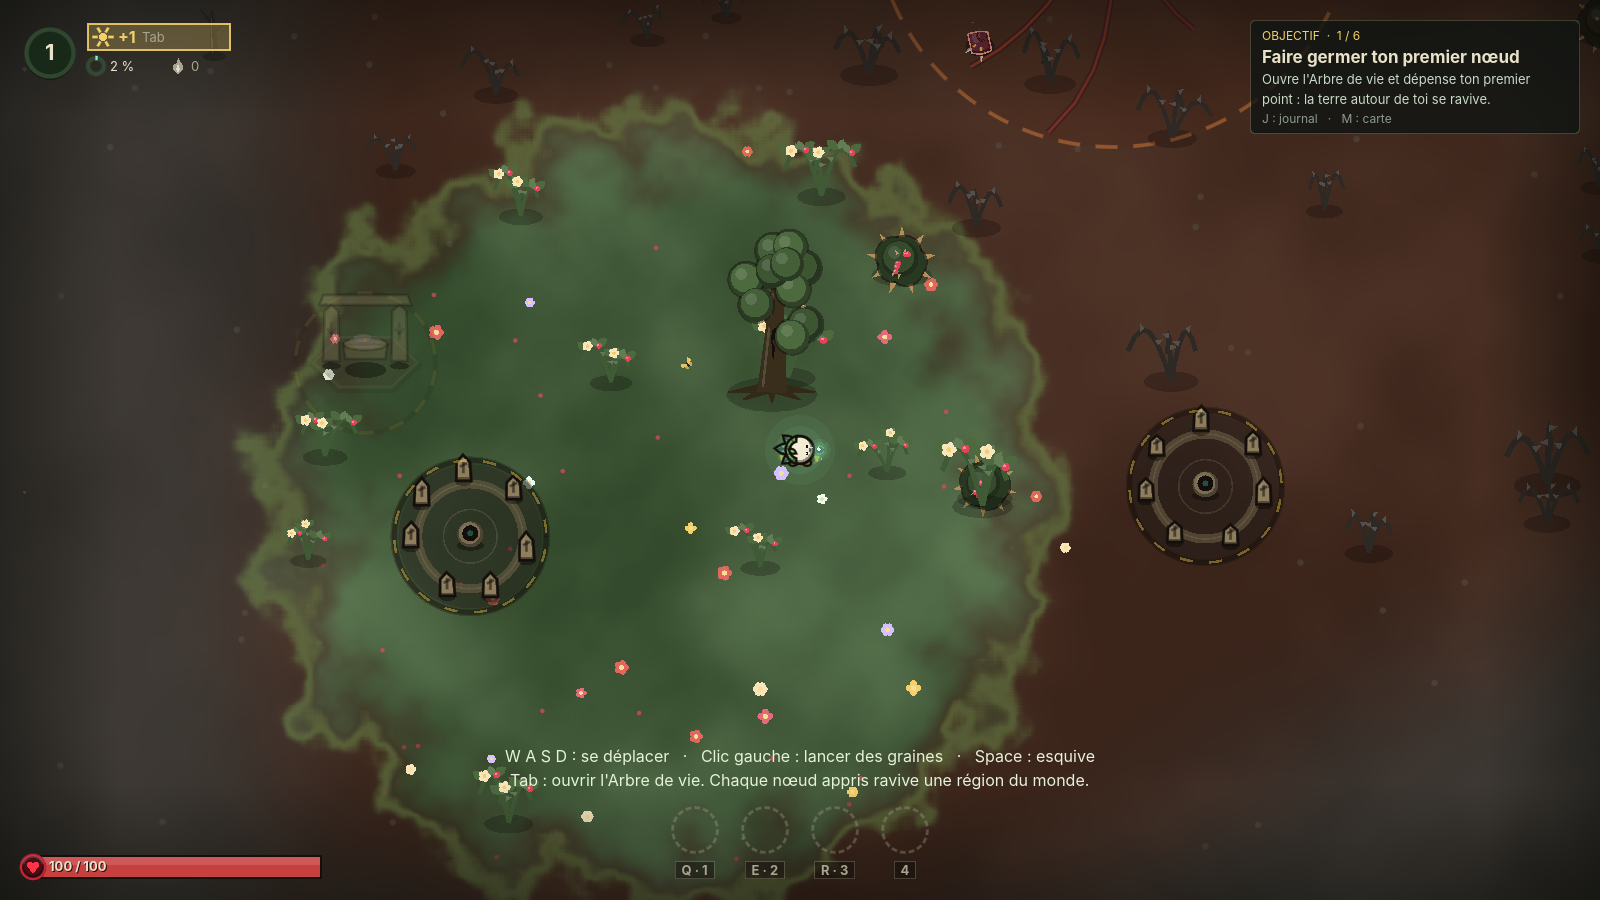 1
+1 Tab
2 %
0
OBJECTIF · 1 / 6
Faire germer ton premier nœud
Ouvre l'Arbre de vie et dépense ton premier
point : la terre autour de toi se ravive.
J : journal · M : carte
W A S D : se déplacer · Clic gauche : lancer des graines · Space : esquive
Tab : ouvrir l'Arbre de vie. Chaque nœud appris ravive une région du monde.
100 / 100
Q · 1
E · 2
R · 3
4